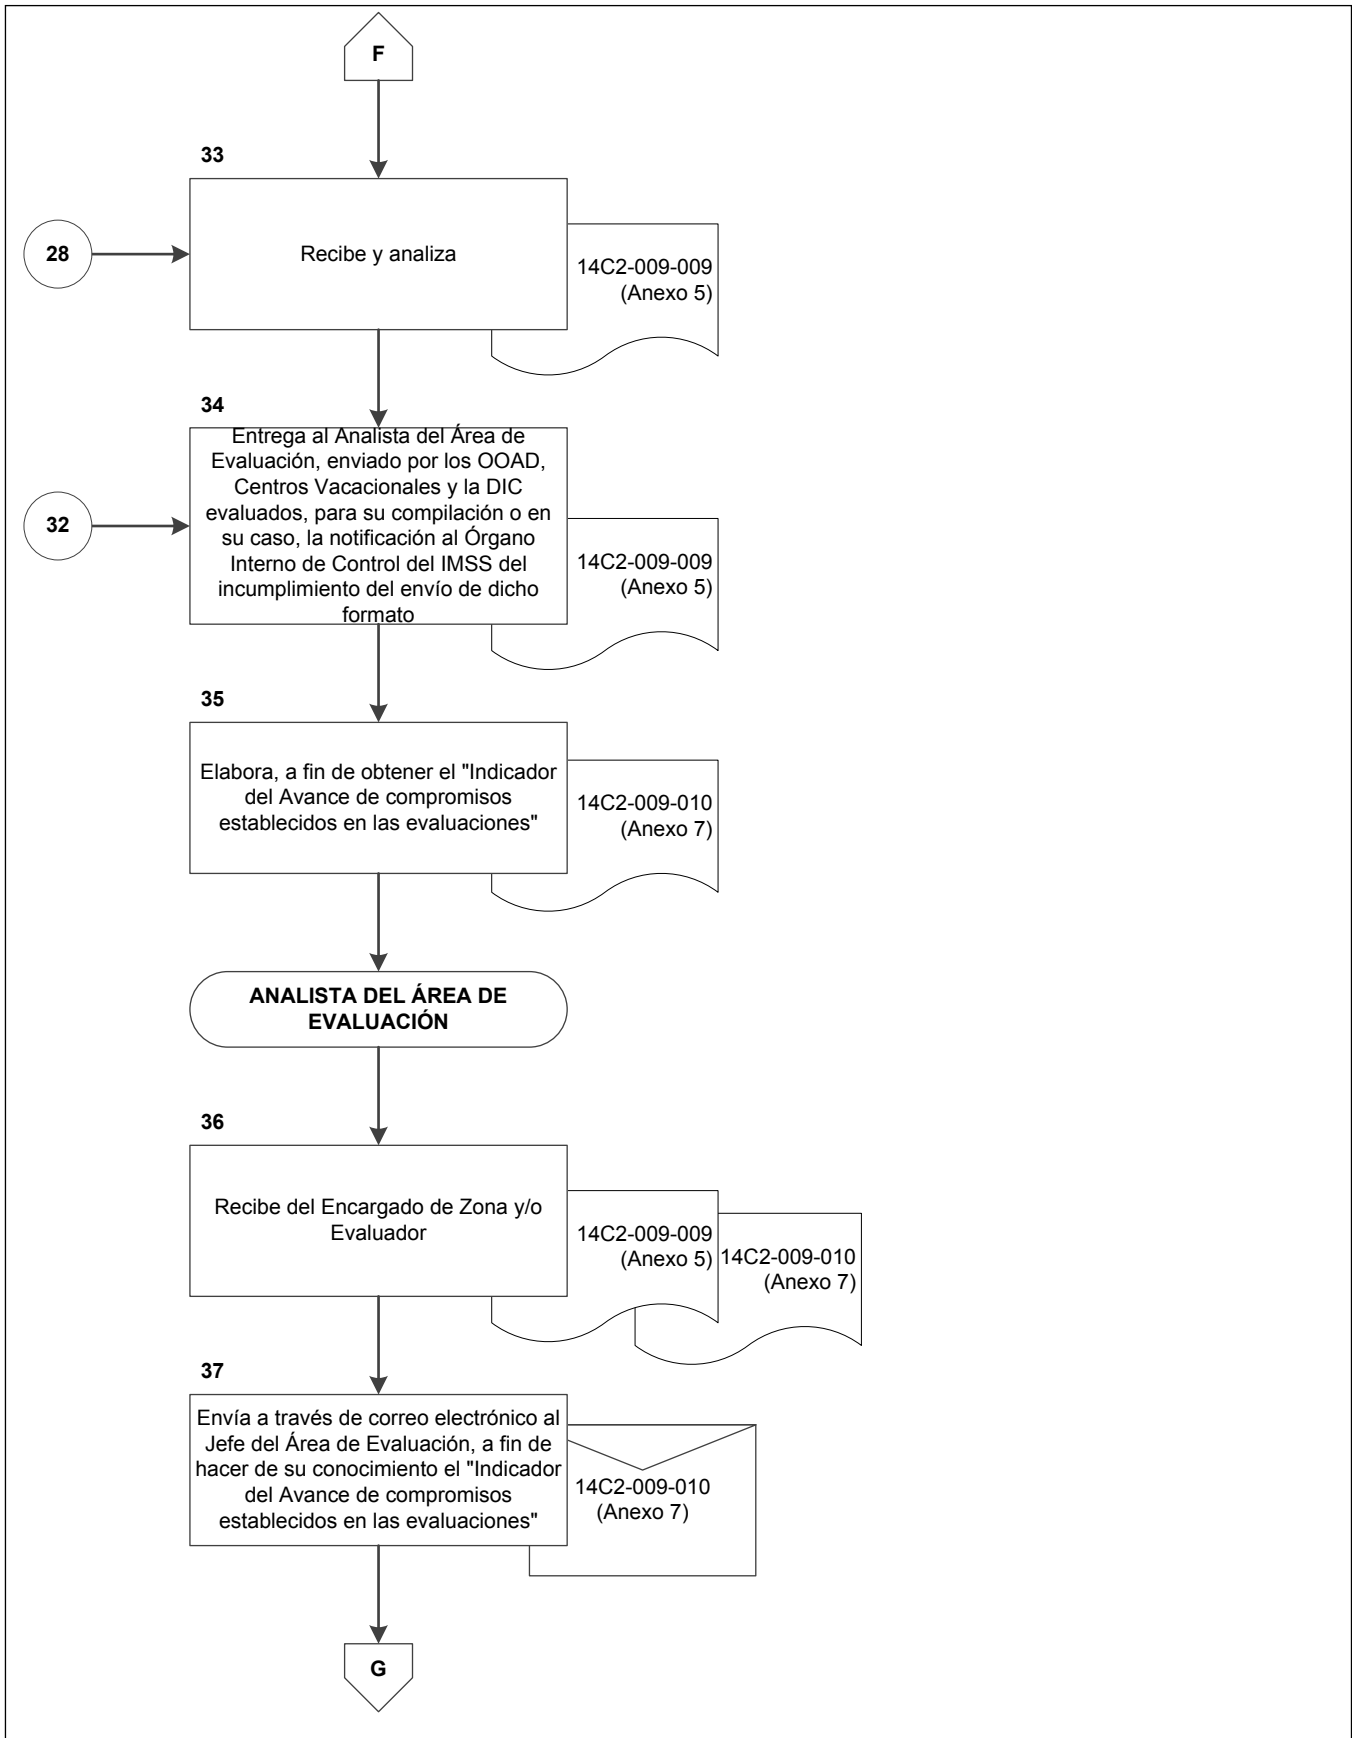 F
33
28
Recibe y analiza
14C2-009-009
(Anexo 5)
34
32
Entrega al Analista del Área de
Evaluación, enviado por los OOAD,
Centros Vacacionales y la DIC
evaluados, para su compilación o en
su caso, la notificación al Órgano
Interno de Control del IMSS del
incumplimiento del envío de dicho
formato
14C2-009-009
(Anexo 5)
35
Elabora, a fin de obtener el "Indicador
del Avance de compromisos
establecidos en las evaluaciones"
14C2-009-010
(Anexo 7)
ANALISTA DEL ÁREA DE
EVALUACIÓN
36
Recibe del Encargado de Zona y/o
Evaluador
14C2-009-009
(Anexo 5)
14C2-009-010
(Anexo 7)
37
Envía a través de correo electrónico al
Jefe del Área de Evaluación, a fin de
hacer de su conocimiento el "Indicador
del Avance de compromisos
establecidos en las evaluaciones"
14C2-009-010
(Anexo 7)
G